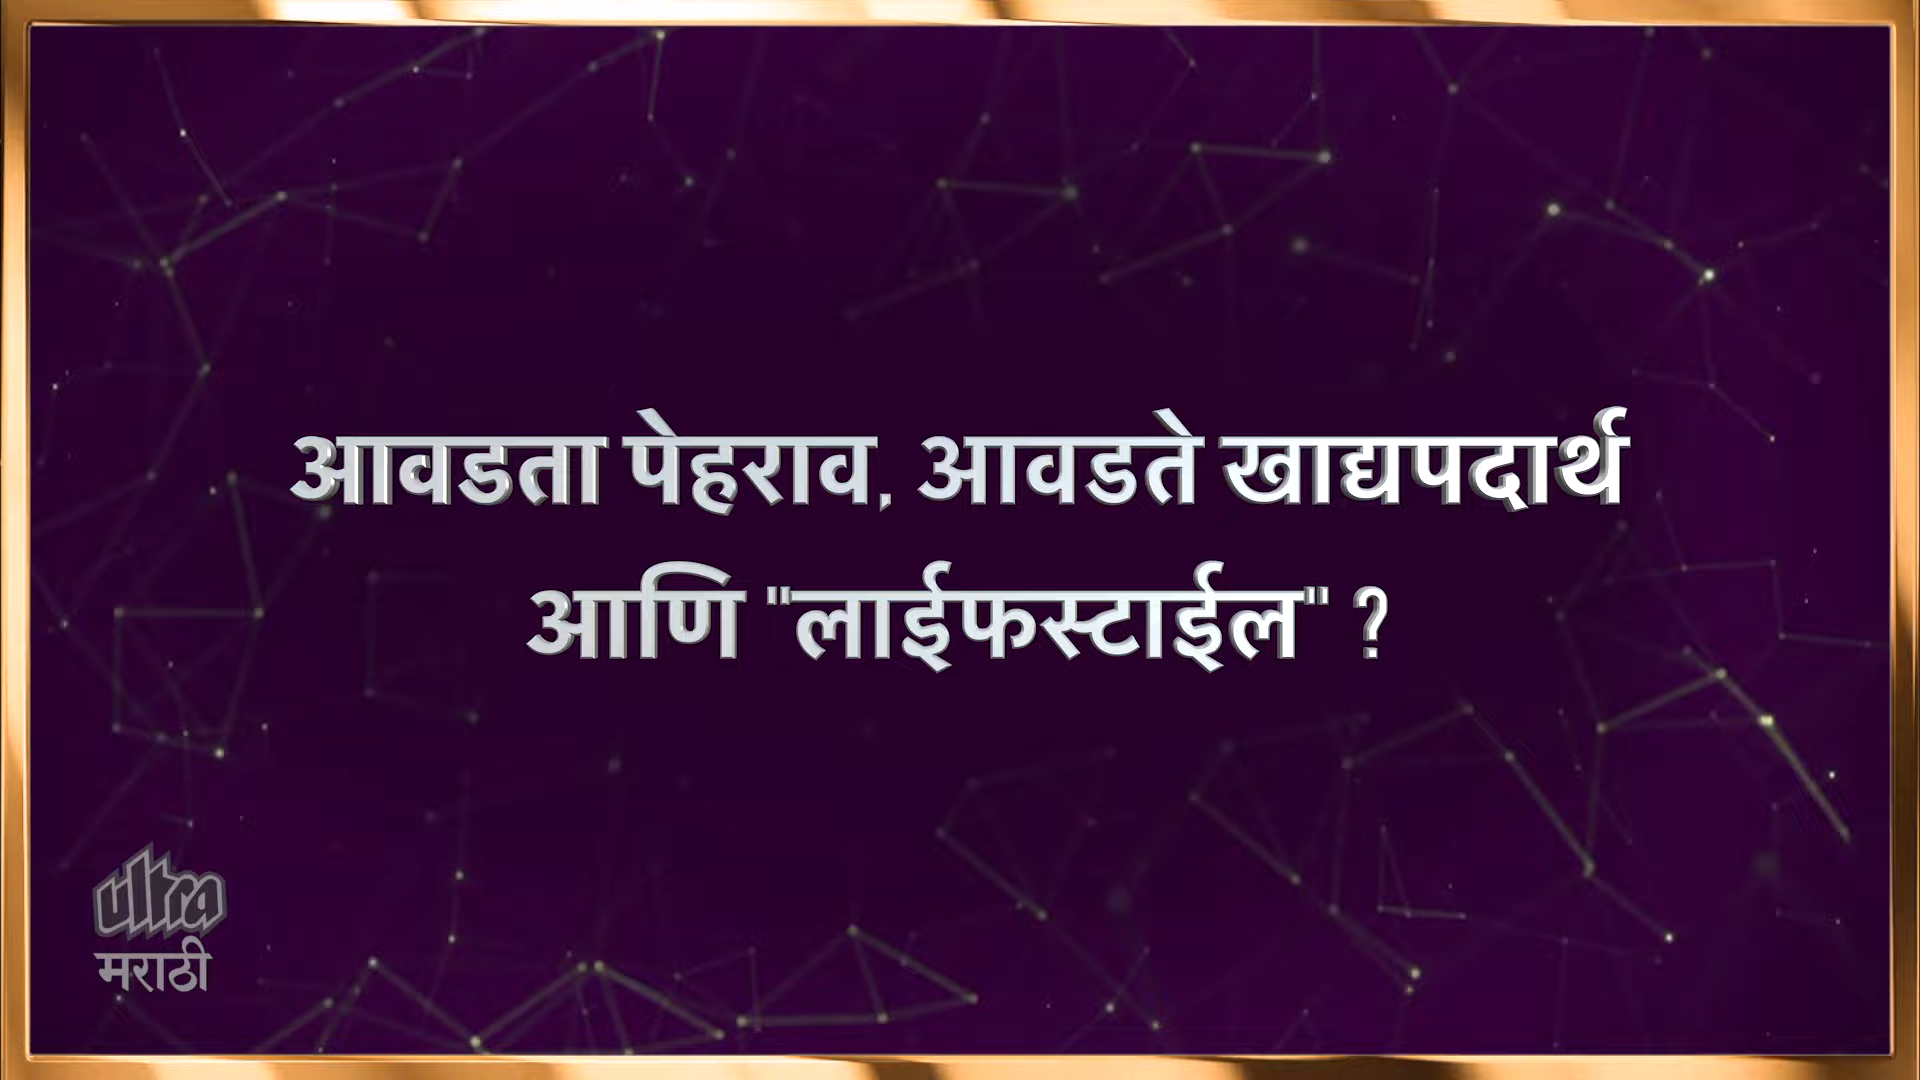 आवडता पेहराव, आवडते खाद्यपदार्थ
आणि "लाईफस्टाईल" ?
ultra
मराठी